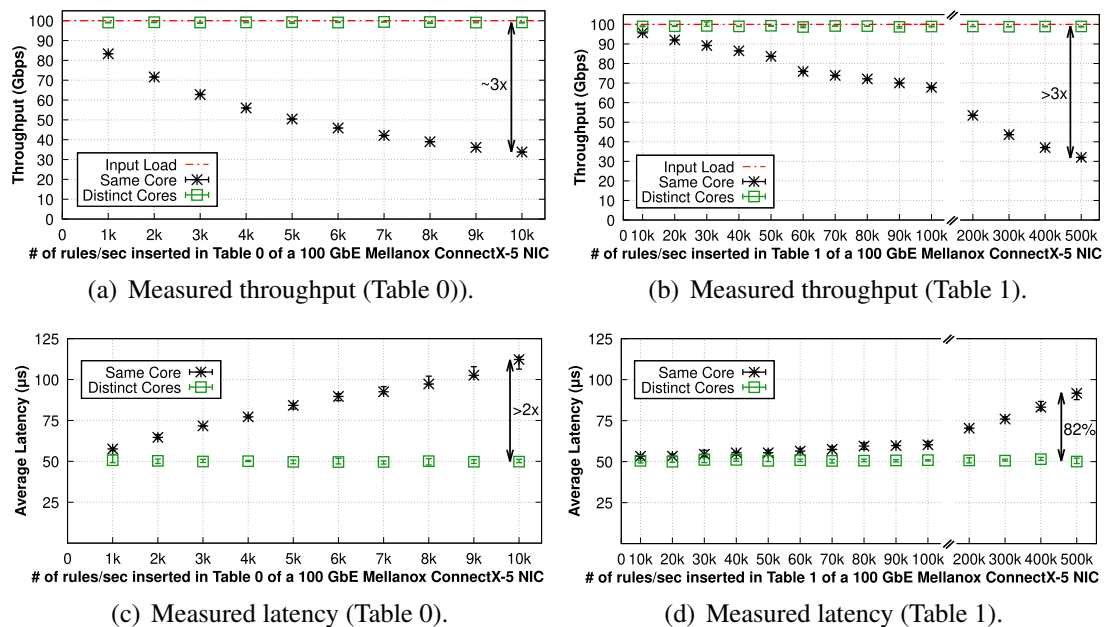 100
90
80
70
60
50
40
30
20
10
0
Throughput (Gbps)
~3x
Input Load
Same Core
Distinct Cores
0 1k 2k 3k 4k 5k 6k 7k 8k 9k 10k
# of rules/sec inserted in Table 0 of a 100 GbE Mellanox ConnectX-5 NIC
(a) Measured throughput (Table 0)).
100
90
80
70
60
50
40
30
20
10
0
Throughput (Gbps)
>3x
Input Load
Same Core
Distinct Cores
0 10k 20k 30k 40k 50k 60k 70k 80k 90k 100k 200k 300k 400k 500k
# of rules/sec inserted in Table 1 of a 100 GbE Mellanox ConnectX-5 NIC
(b) Measured throughput (Table 1).
125
100
75
50
25
Average Latency (μs)
Same Core
Distinct Cores
>2x
0 1k 2k 3k 4k 5k 6k 7k 8k 9k 10k
# of rules/sec inserted in Table 0 of a 100 GbE Mellanox ConnectX-5 NIC
(c) Measured latency (Table 0).
125
100
75
50
25
Average Latency (μs)
Same Core
Distinct Cores
82%
0 10k 20k 30k 40k 50k 60k 70k 80k 90k 100k 200k 300k 400k 500k
# of rules/sec inserted in Table 1 of a 100 GbE Mellanox ConnectX-5 NIC
(d) Measured latency (Table 1).